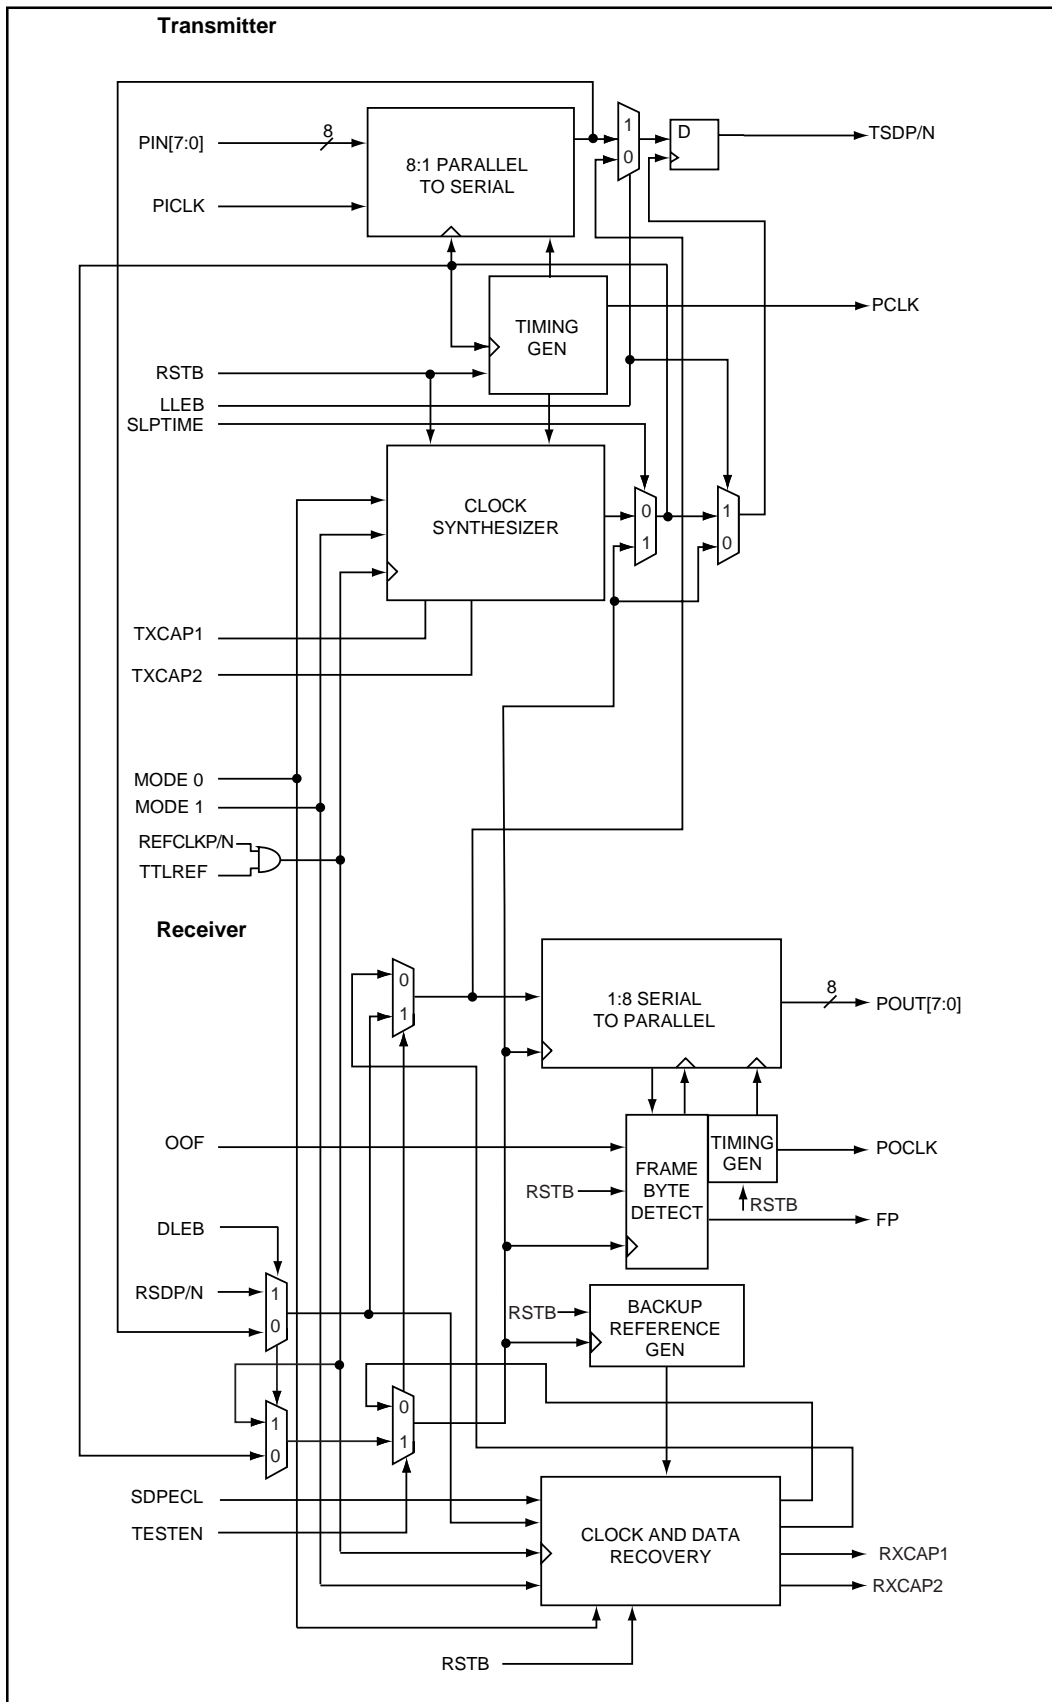 Transmitter
PIN[7:0]
8
8:1 PARALLEL
TO SERIAL
1
0
D
TSDP/N
PICLK
TIMING
GEN
PCLK
RSTB
LLEB
SLPTIME
CLOCK
SYNTHESIZER
0
1
1
0
TXCAP1
TXCAP2
MODE 0
MODE 1
REFCLKP/N
TTLREF
Receiver
0
1
1:8 SERIAL
TO PARALLEL
8
POUT[7:0]
OOF
FRAME
BYTE
DETECT
TIMING
GEN
POCLK
RSTB
RSTB
FP
DLEB
RSDP/N
1
0
RSTB
BACKUP
REFERENCE
GEN
1
0
0
1
SDPECL
TESTEN
CLOCK AND DATA
RECOVERY
RXCAP1
RXCAP2
RSTB